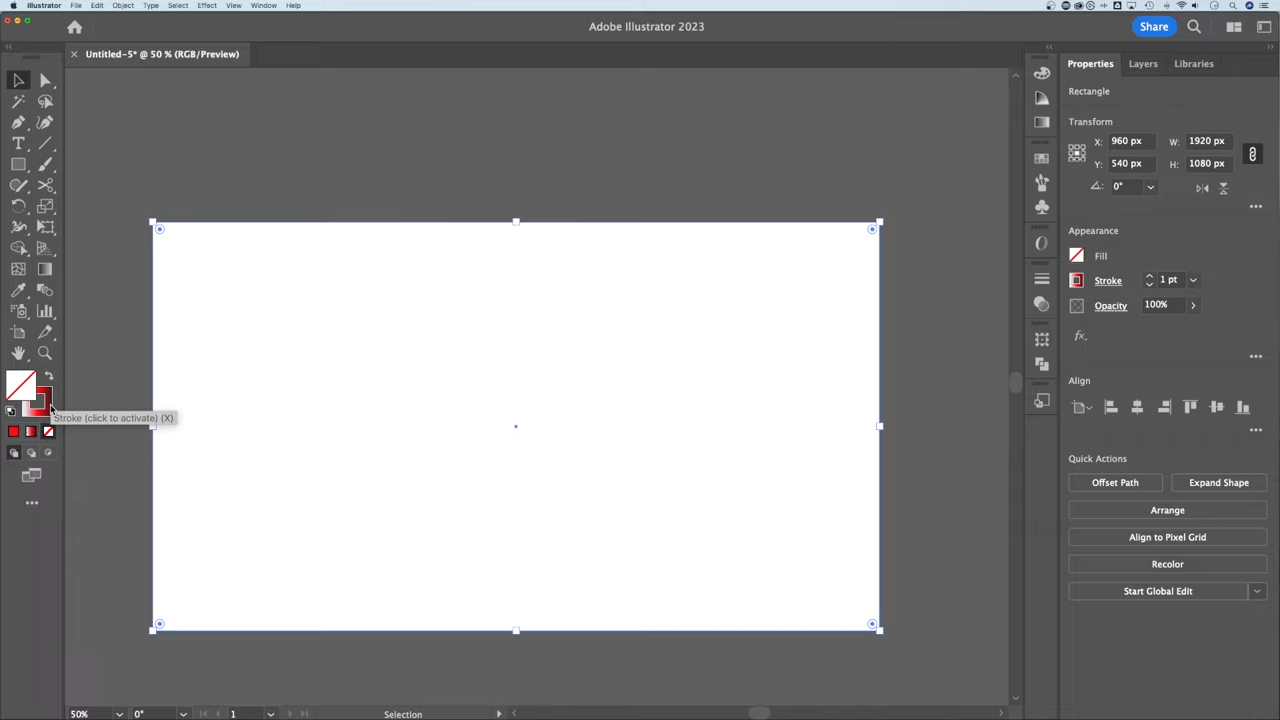 Illustrator File Edit Object Type Select Effect View Window Help
Adobe Illustrator 2023
Share
Untitled-5* @ 50 % (RGB/Preview)
Properties Layers Libraries
Rectangle
Transform
X: 960 px W: 1920 px
Y: 540 px H: 1080 px
0°
Appearance
Fill
Stroke 1 pt
Opacity 100%
fx.
Align
Stroke (click to activate) (X)
Quick Actions
Offset Path Expand Shape
Arrange
Align to Pixel Grid
Recolor
Start Global Edit
50% 0° 1 Selection